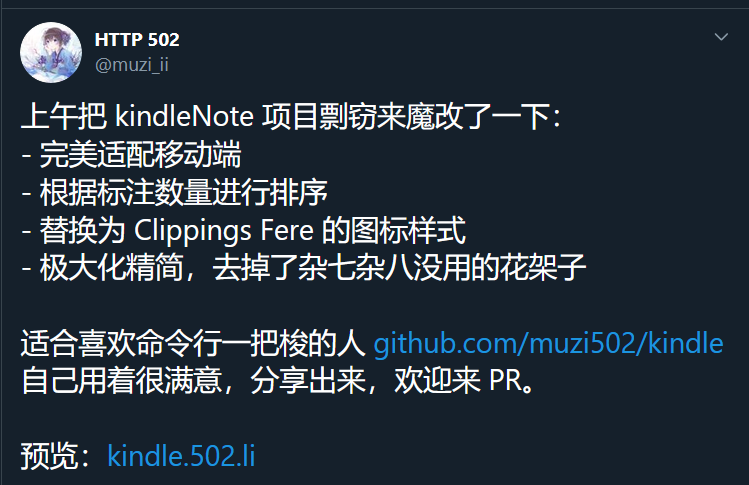 HTTP 502
@muzi_ii
上午把 kindleNote 项目剽窃来魔改了一下：
- 完美适配移动端
- 根据标注数量进行排序
- 替换为 Clippings Fere 的图标样式
- 极大化精简，去掉了杂七杂八没用的花架子
适合喜欢命令行一把梭的人 github.com/muzi502/kindle
自己用着很满意，分享出来，欢迎来 PR。
预览：kindle.502.li